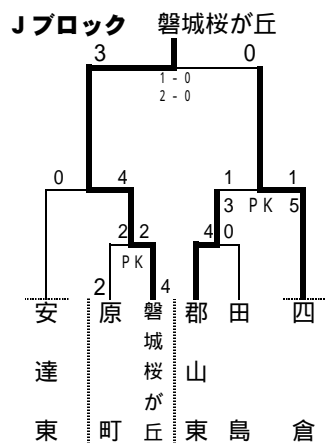 Jブロック 磐城桜が丘
3 0
1-0
2-0
0 4 1 1
3 PK 5
2 2 4 0
PK
2 4
安達東 原町 磐城桜が丘 郡山東 田島 四倉